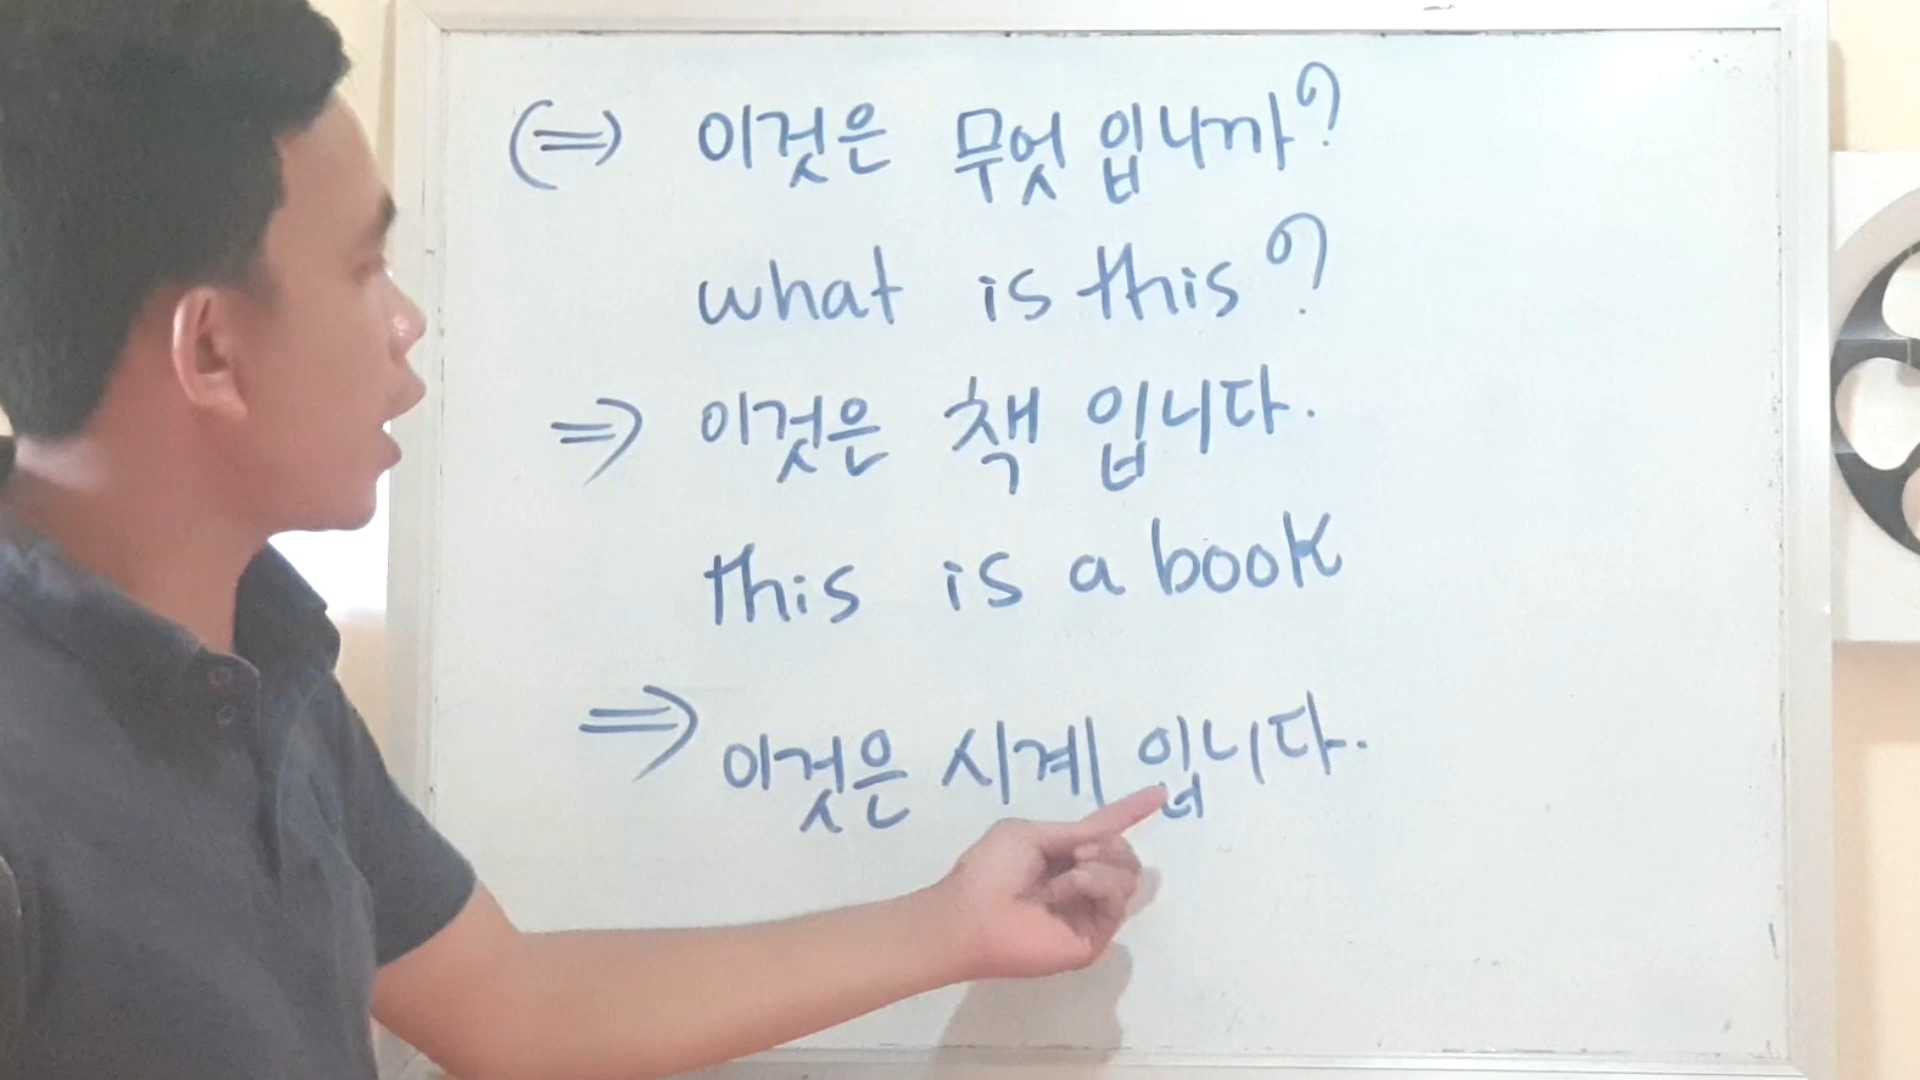 (⇒) 이것은 무엇 입니까?
what is this?
⇒ 이것은 책 입니다.
this is a book
⇒ 이것은 시계 입니다.